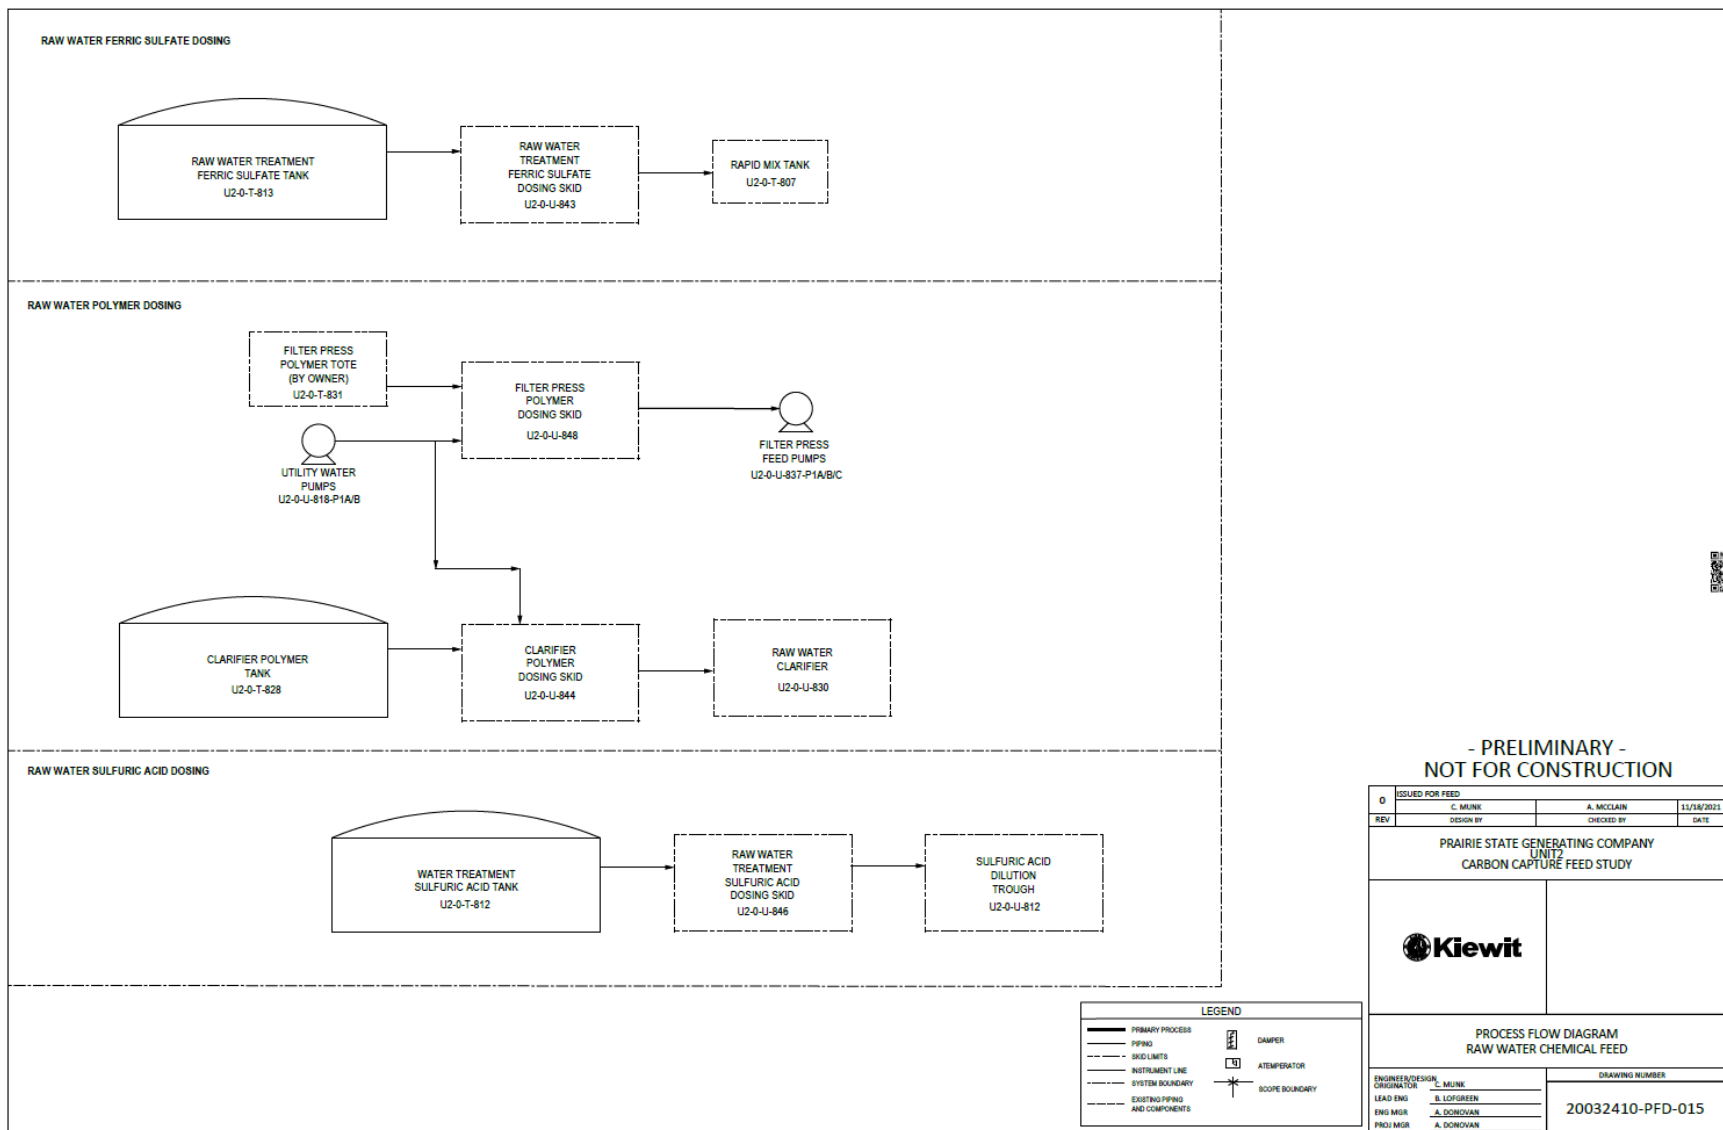 RAW WATER FERRIC SULFATE DOSING
RAW WATER TREATMENT
FERRIC SULFATE TANK
U2-0-T-813
RAW WATER
TREATMENT
FERRIC SULFATE
DOSING SKID
U2-0-U-843
RAPID MIX TANK
U2-0-T-807
RAW WATER POLYMER DOSING
FILTER PRESS
POLYMER TOTE
(BY OWNER)
U2-0-T-831
FILTER PRESS
POLYMER
DOSING SKID
U2-0-U-848
UTILITY WATER
PUMPS
U2-0-U-818-P1A/B
FILTER PRESS
FEED PUMPS
U2-0-U-837-P1A/B/C
CLARIFIER POLYMER
TANK
U2-0-T-828
CLARIFIER
POLYMER
DOSING SKID
U2-0-U-844
RAW WATER
CLARIFIER
U2-0-U-830
RAW WATER SULFURIC ACID DOSING
WATER TREATMENT
SULFURIC ACID TANK
U2-0-T-812
RAW WATER
TREATMENT
SULFURIC ACID
DOSING SKID
U2-0-U-846
SULFURIC ACID
DILUTION
TROUGH
U2-0-U-812
- PRELIMINARY -
NOT FOR CONSTRUCTION
0 ISSUED FOR FEED
C. MUNK A. MCCLAIN 11/18/2021
REV DESIGN BY CHECKED BY DATE
PRAIRIE STATE GENERATING COMPANY
UNIT2
CARBON CAPTURE FEED STUDY
Kiewit
PROCESS FLOW DIAGRAM
RAW WATER CHEMICAL FEED
ENGINEER/DESIGN
ORIGINATOR C. MUNK
LEAD ENG B. LOFGREEN
ENG MGR A. DONOVAN
PROJ MGR A. DONOVAN
DRAWING NUMBER
20032410-PFD-015
LEGEND
PRIMARY PROCESS
PIPING
SKID LIMITS
INSTRUMENT LINE
SYSTEM BOUNDARY
EXISTING PIPING
AND COMPONENTS
DAMPER
ATEMPERATOR
SCOPE BOUNDARY